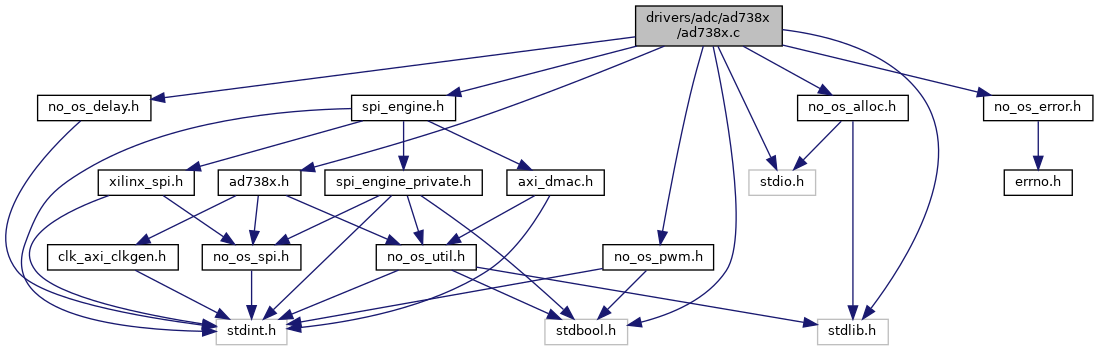 drivers/adc/ad738x
/ad738x.c
no_os_delay.h
spi_engine.h
no_os_alloc.h
no_os_error.h
xilinx_spi.h
ad738x.h
spi_engine_private.h
axi_dmac.h
stdio.h
errno.h
clk_axi_clkgen.h
no_os_spi.h
no_os_util.h
no_os_pwm.h
stdint.h
stdbool.h
stdlib.h